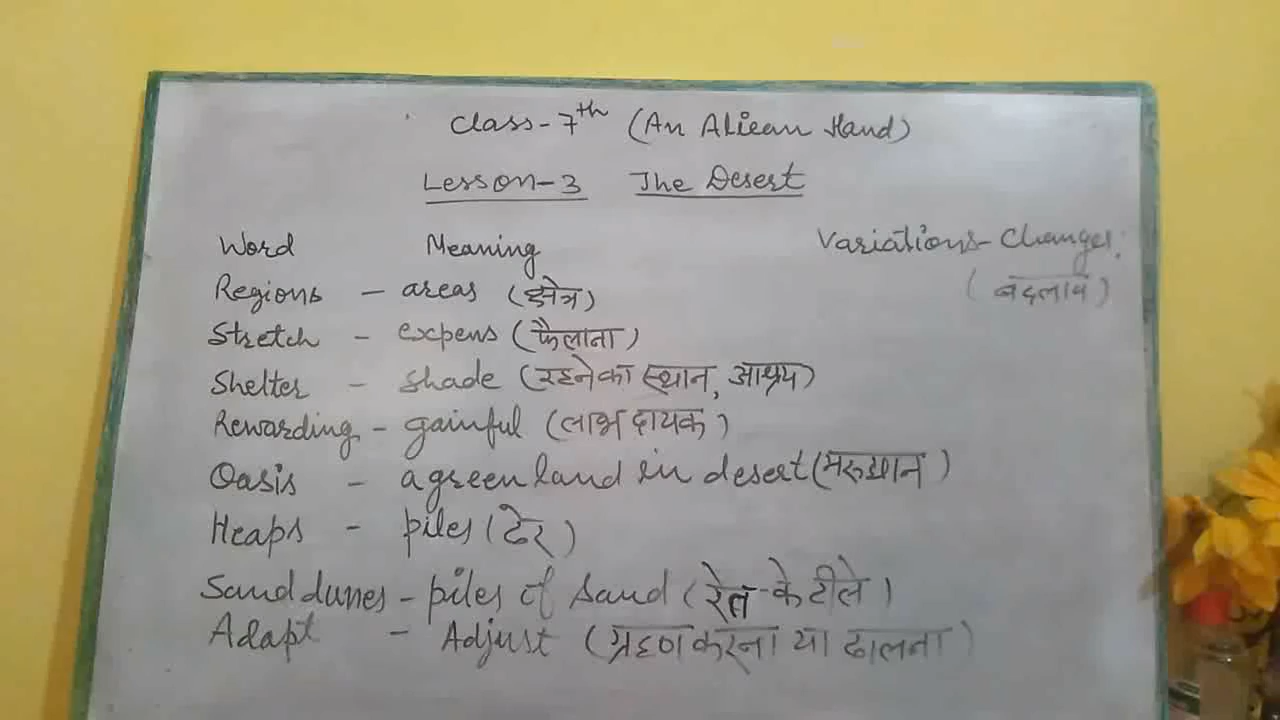 Class-7th (An Alien Hand)
Lesson-3 The Desert
Word Meaning
Variations-Changes.
(बदलाव)
Regions - areas (क्षेत्र)
Stretch - expens (फैलाना)
Shelter - shade (रहने का स्थान, आश्रय)
Rewarding - gainful (लाभ दायक)
Oasis - a green land in desert (मरुद्यान)
Heaps - piles (ढेर)
Sand dunes - piles of sand (रेत-के टीले)
Adapt - Adjust (ग्रहण करना या ढालना)